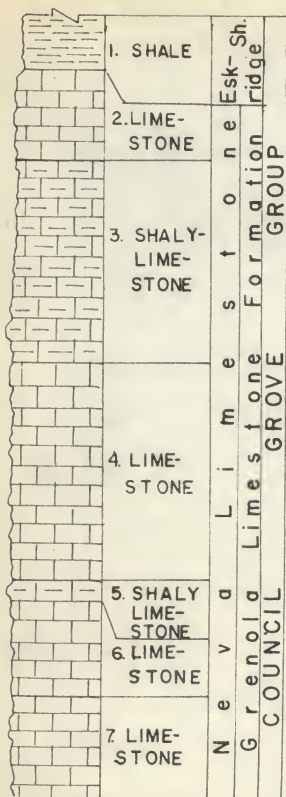 1. SHALE
2. LIME-
STONE
3. SHALY-
LIME-
STONE
4. LIME-
STONE
5. SHALY
LIME-
STONE
6. LIME-
STONE
7. LIME-
STONE
Esk- Sh.
ridge
Neva Limestone
Grenola Limestone Formation
COUNCIL GROVE GROUP